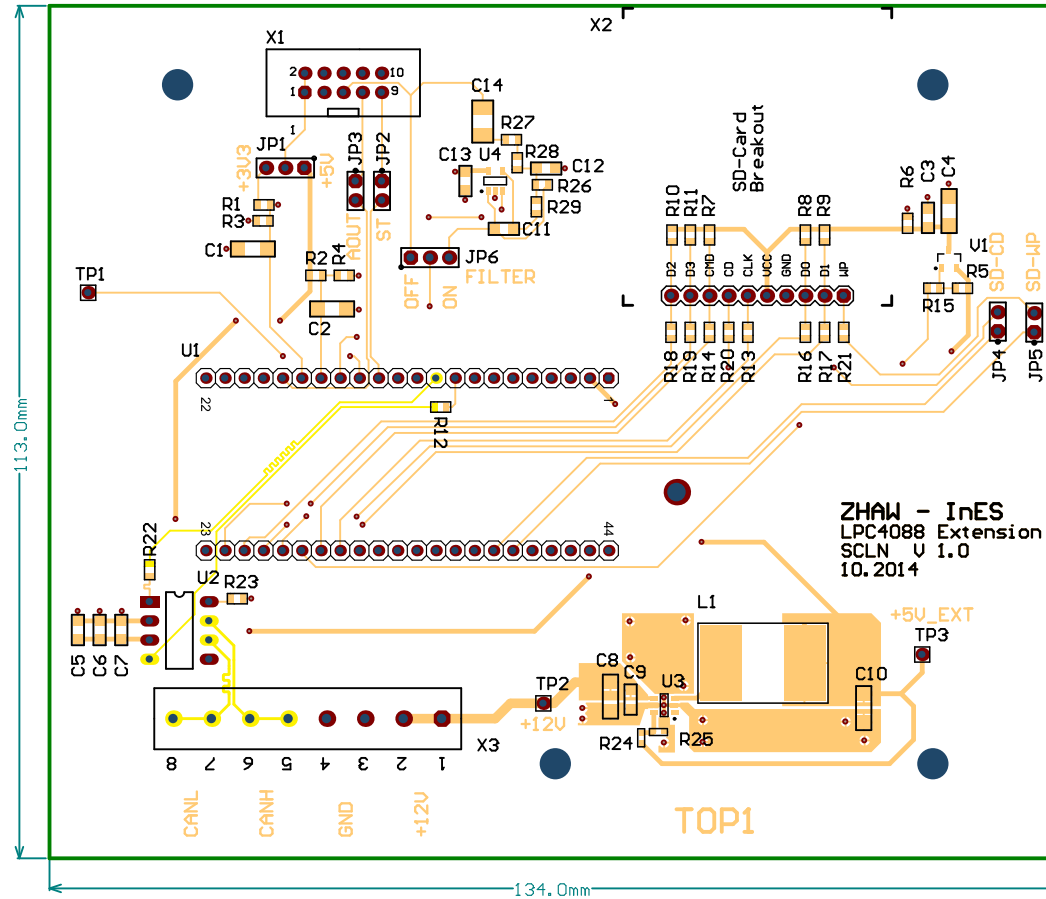 X2
X1
2
10
1
9
1
C14
R27
JP1
JP3
JP2
U4
R28
C13
C12
R26
R29
+3V3
+5V
AOUT
ST
R1
R3
C1
C11
R2
R4
JP6
FILTER
OFF
ON
C2
TP1
SD-Card
Breakout
R10
R11
R7
R8
R9
R6
C3
C4
D2
D3
CMD
CD
CLK
VCC
GND
D0
D1
WP
V1
R5
R15
SD-CD
SD-WP
R18
R19
R14
R20
R13
R16
R17
R21
JP4
JP5
U1
22
1
R12
113.0mm
23
44
R22
U2
R23
C5
C6
C7
ZHAW - InES
LPC4088 Extension
SCLN V 1.0
10.2014
L1
+5V_EXT
TP3
C8
C9
U3
C10
TP2
+12V
R24
R25
X3
8
7
6
5
4
3
2
1
CANL
CANH
GND
+12V
TOP1
134.0mm